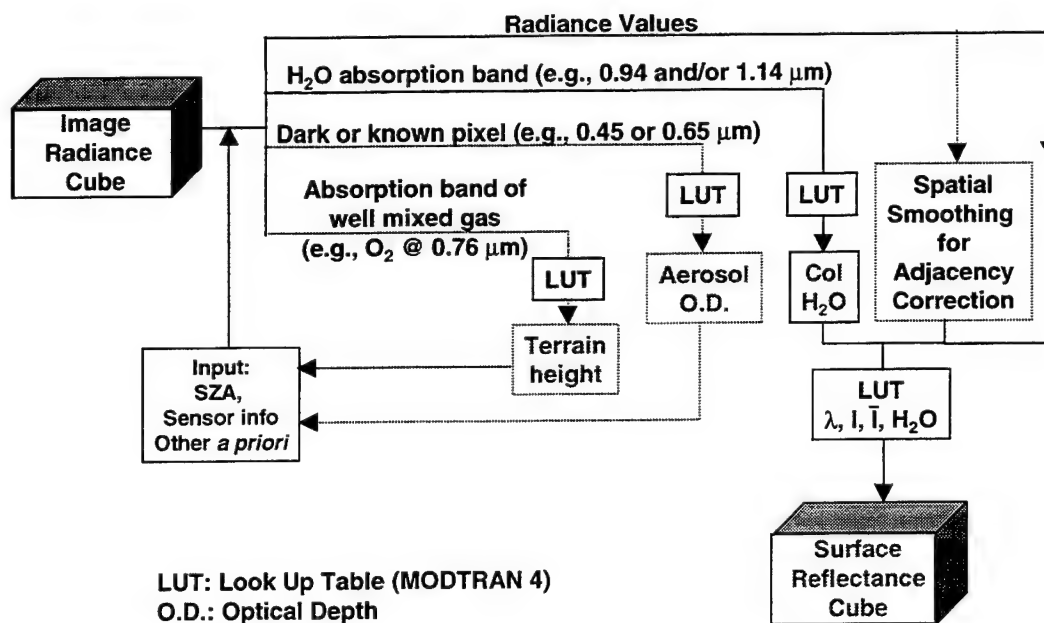 Radiance Values
H₂O absorption band (e.g., 0.94 and/or 1.14 μm)
Image
Radiance
Cube
Dark or known pixel (e.g., 0.45 or 0.65 μm)
Absorption band of
well mixed gas
(e.g., O₂ @ 0.76 μm)
LUT
LUT
LUT
Spatial
Smoothing
for
Adjacency
Correction
Aerosol
O.D.
Col
H₂O
Terrain
height
Input:
SZA,
Sensor info
Other a priori
LUT
λ, I, Ī, H₂O
Surface
Reflectance
Cube
LUT: Look Up Table (MODTRAN 4)
O.D.: Optical Depth